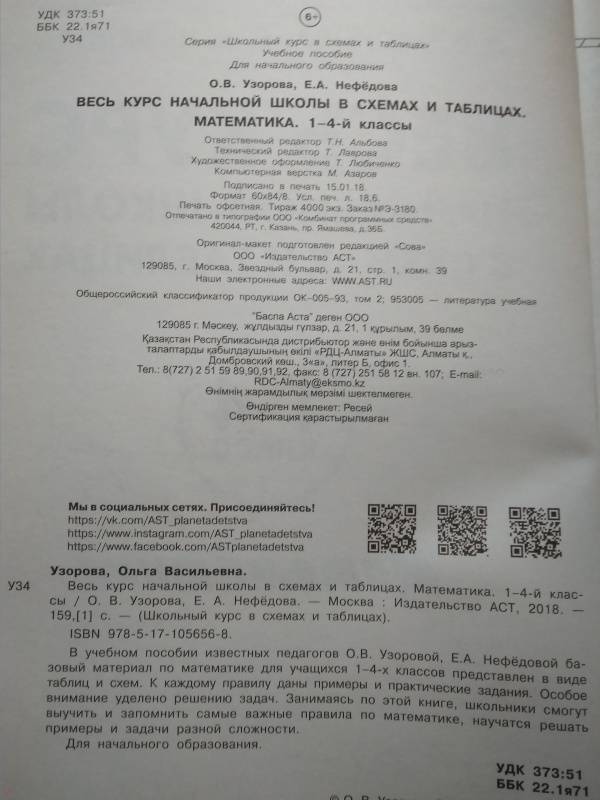 УДК 373:51
ББК 22.1я71
У34
6+
Серия «Школьный курс в схемах и таблицах»
Учебное пособие
Для начального образования
О.В. Узорова, Е.А. Нефёдова
ВЕСЬ КУРС НАЧАЛЬНОЙ ШКОЛЫ В СХЕМАХ И ТАБЛИЦАХ.
МАТЕМАТИКА. 1–4-й классы
Ответственный редактор Т.Н. Альбова
Технический редактор Т. Лаврова
Художественное оформление Т. Любиченко
Компьютерная верстка М. Азаров
Подписано в печать 15.01.18.
Формат 60х84/8. Усл. печ. л. 18,6.
Печать офсетная. Тираж 4000 экз. Заказ №Э-3180.
Отпечатано в типографии ООО «Комбинат программных средств»
420044, РТ, г. Казань, пр. Ямашева, д.36Б.
Оригинал-макет подготовлен редакцией «Сова»
ООО «Издательство АСТ»
129085, г. Москва, Звездный бульвар, д. 21, стр. 1, комн. 39
Наши электронные адреса: WWW.AST.RU
Общероссийский классификатор продукции ОК-005-93, том 2; 953005 — литература учебная
"Баспа Аста" деген ООО
129085 г. Мәскеу, жұлдызды гүлзар, д. 21, 1 құрылым, 39 бөлме
Қазақстан Республикасында дистрибьютор және өнім бойынша арыз-
талаптарды қабылдаушының өкілі «РДЦ-Алматы» ЖШС, Алматы қ.,
Домбровский көш., 3«а», литер Б, офис 1.
Тел.: 8(727) 2 51 59 89,90,91,92, факс: 8 (727) 251 58 12 вн. 107; E-mail:
RDC-Almaty@eksmo.kz
Өнімнің жарамдылық мерзімі шектелмеген.
Өндірген мемлекет: Ресей
Сертификация қарастырылмаған
Мы в социальных сетях. Присоединяйтесь!
https://vk.com/AST_planetadetstva
https://www.instagram.com/AST_planetadetstva
https://www.facebook.com/ASTplanetadetstva
Узорова, Ольга Васильевна.
У34 Весь курс начальной школы в схемах и таблицах. Математика. 1–4-й клас-
сы / О. В. Узорова, Е. А. Нефёдова. — Москва : Издательство АСТ, 2018. —
159,[1] с. — (Школьный курс в схемах и таблицах).
ISBN 978-5-17-105656-8.
В учебном пособии известных педагогов О.В. Узоровой, Е.А. Нефёдовой ба-
зовый материал по математике для учащихся 1–4-х классов представлен в виде
таблиц и схем. К каждому правилу даны примеры и практические задания. Особое
внимание уделено решению задач. Занимаясь по этой книге, школьники смогут
выучить и запомнить самые важные правила по математике, научатся решать
примеры и задачи разной сложности.
Для начального образования.
УДК 373:51
ББК 22.1я71
© О. В.